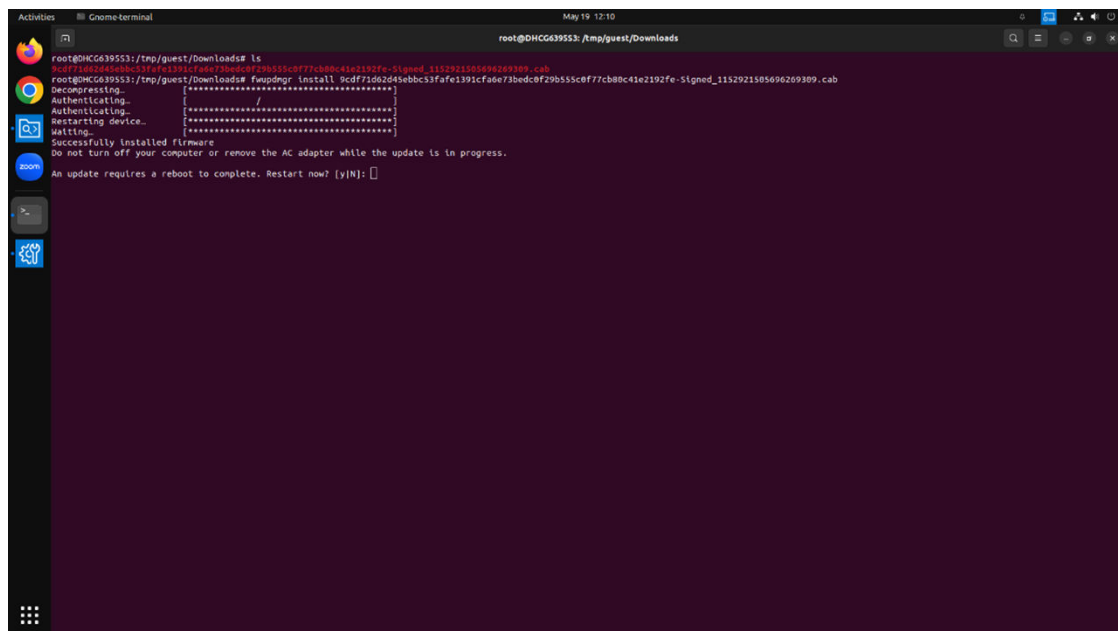 Activities
Gnome-terminal
May 19 12:10
root@DHCG6395S3: /tmp/guest/Downloads
root@DHCG6395S3:/tmp/guest/Downloads# ls
9cdf71d62d45ebbc53fafe1391cfa6e73bedc0f29b555c0f77cb80c41e2192fe-Signed_1152921505696269309.cab
root@DHCG6395S3:/tmp/guest/Downloads# fwupdmgr install 9cdf71d62d45ebbc53fafe1391cfa6e73bedc0f29b555c0f77cb80c41e2192fe-Signed_1152921505696269309.cab
Decompressing… [***************************************]
Authenticating… [ / ]
Authenticating… [***************************************]
Restarting device… [***************************************]
Waiting… [***************************************]
Successfully installed firmware
Do not turn off your computer or remove the AC adapter while the update is in progress.
An update requires a reboot to complete. Restart now? [y|N]:
zoom